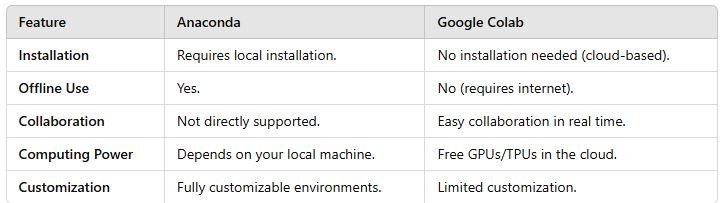 Feature Anaconda Google Colab
Installation Requires local installation. No installation needed (cloud-based).
Offline Use Yes. No (requires internet).
Collaboration Not directly supported. Easy collaboration in real time.
Computing Power Depends on your local machine. Free GPUs/TPUs in the cloud.
Customization Fully customizable environments. Limited customization.